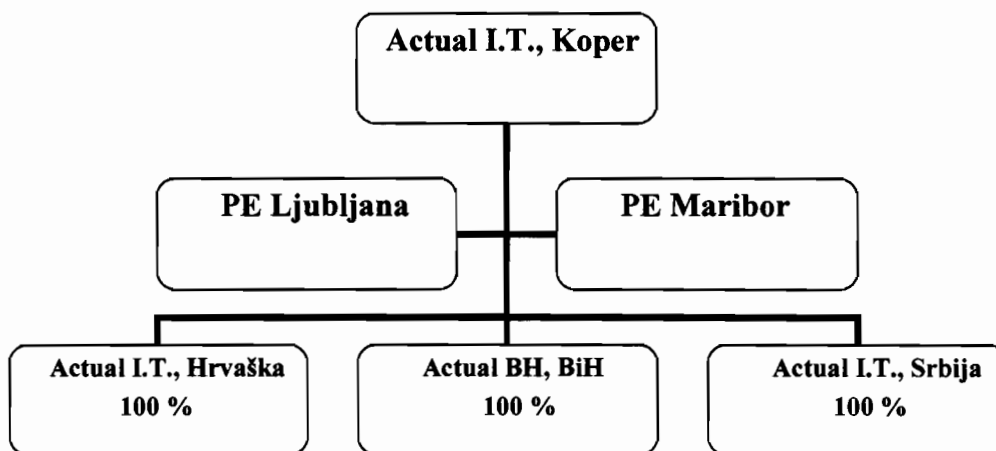 Actual I.T., Koper
PE Ljubljana
PE Maribor
Actual I.T., Hrvaška
100 %
Actual BH, BiH
100 %
Actual I.T., Srbija
100 %